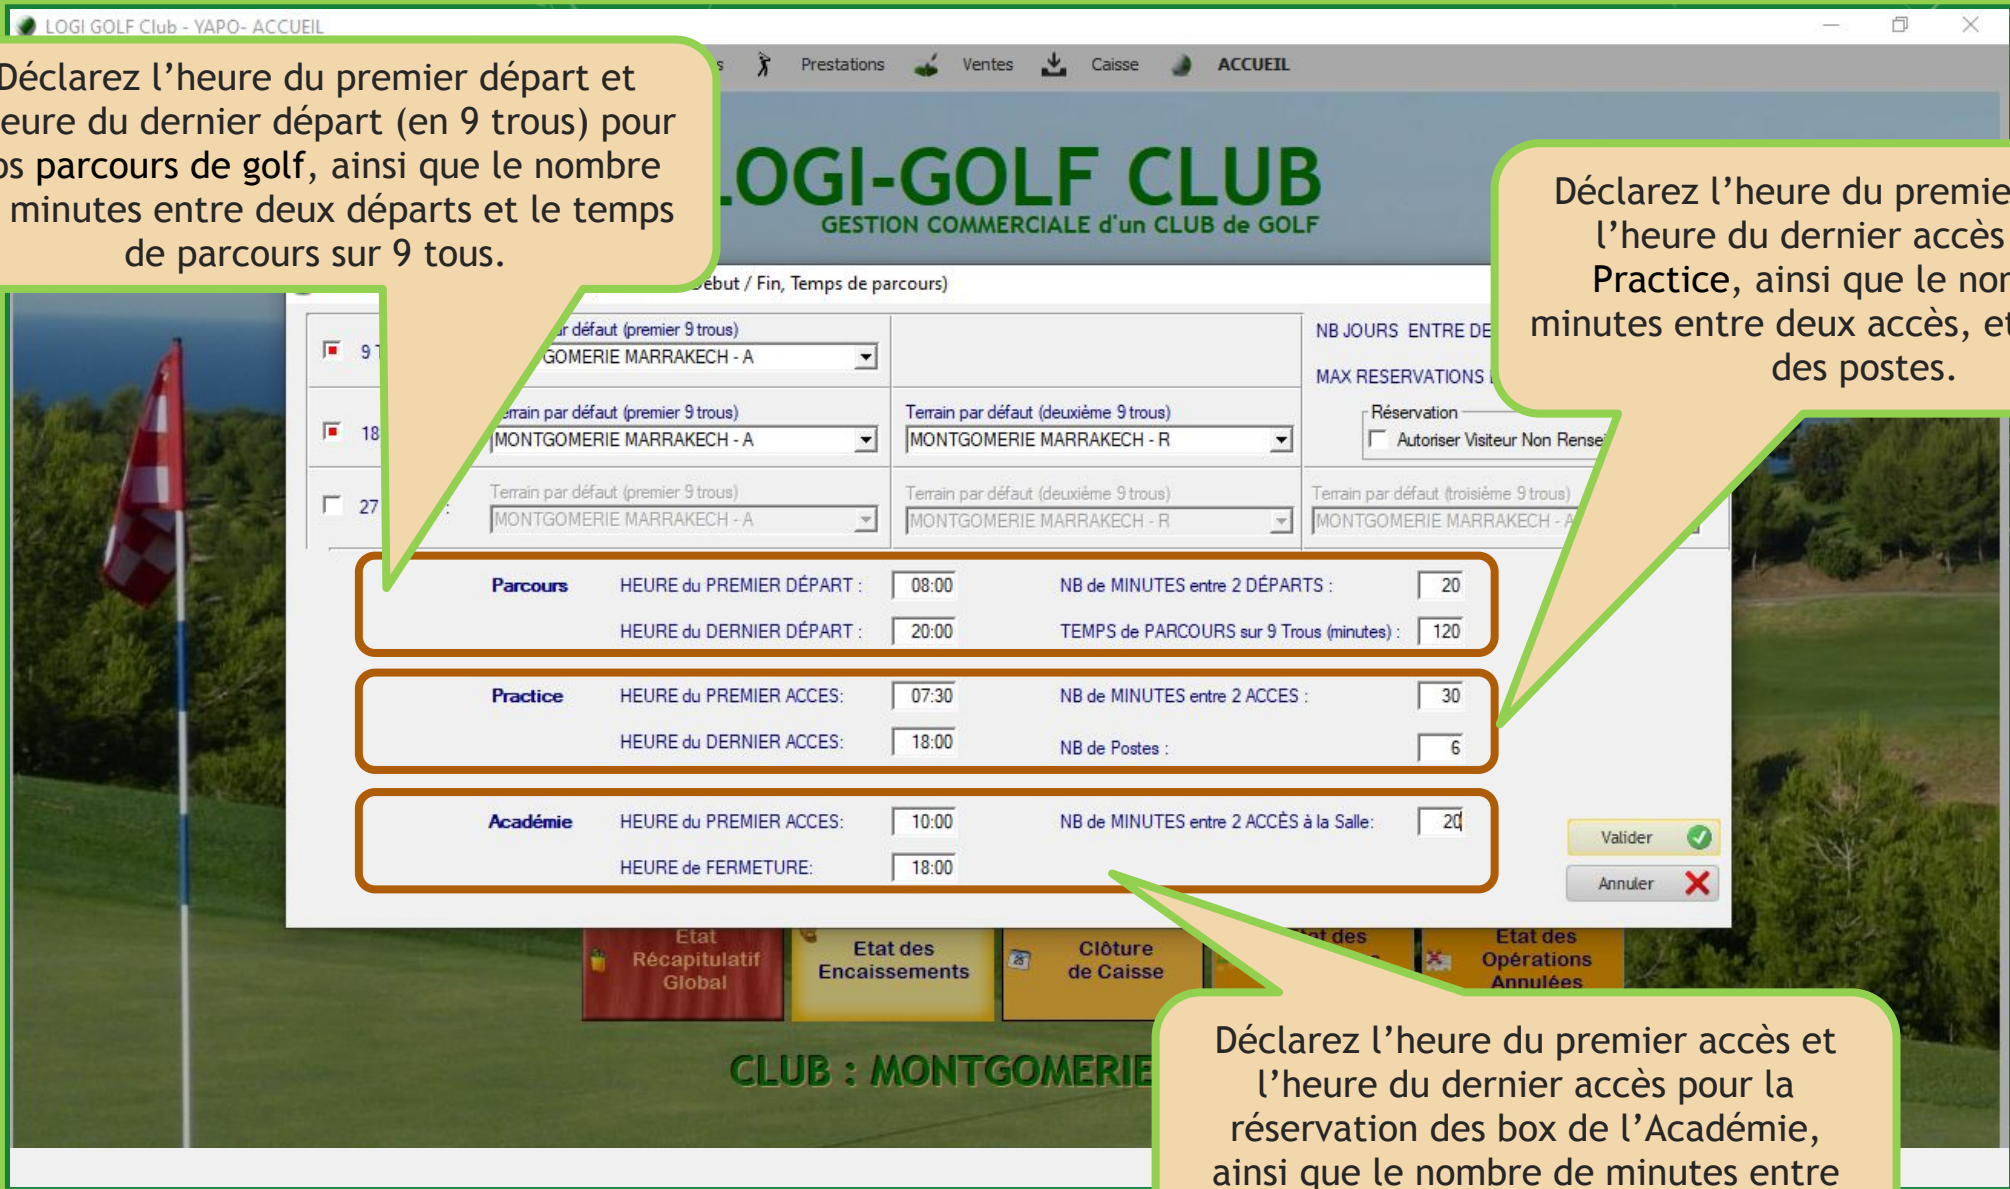 LOGI GOLF Club - YAPO- ACCUEIL
Prestations
Ventes
Caisse
ACCUEIL
Déclarez l’heure du premier départ et
eure du dernier départ (en 9 trous) pour
os parcours de golf, ainsi que le nombre
minutes entre deux départs et le temps
de parcours sur 9 tous.
OGI-GOLF CLUB
GESTION COMMERCIALE d'un CLUB de GOLF
Déclarez l’heure du premie
l’heure du dernier accès
Practice, ainsi que le no
minutes entre deux accès, et
des postes.
ébut / Fin, Temps de parcours)
9 T
ar défaut (premier 9 trous)
GOMERIE MARRAKECH - A
NB JOURS ENTRE DE
MAX RESERVATIONS
18
Terrain par défaut (premier 9 trous)
MONTGOMERIE MARRAKECH - A
Terrain par défaut (deuxième 9 trous)
MONTGOMERIE MARRAKECH - R
Réservation
Autoriser Visiteur Non Rense
27 :
Terrain par défaut (premier 9 trous)
MONTGOMERIE MARRAKECH - A
Terrain par défaut (deuxième 9 trous)
MONTGOMERIE MARRAKECH - R
Terrain par défaut (troisième 9 trous)
MONTGOMERIE MARRAKECH - A
Parcours HEURE du PREMIER DÉPART : 08:00 NB de MINUTES entre 2 DÉPARTS : 20
HEURE du DERNIER DÉPART : 20:00 TEMPS de PARCOURS sur 9 Trous (minutes) : 120
Practice HEURE du PREMIER ACCES: 07:30 NB de MINUTES entre 2 ACCES : 30
HEURE du DERNIER ACCES: 18:00 NB de Postes : 6
Académie HEURE du PREMIER ACCES: 10:00 NB de MINUTES entre 2 ACCÈS à la Salle: 20
HEURE de FERMETURE: 18:00
Valider
Annuler
Etat
Récapitulatif
Global
Etat des
Encaissements
Clôture
de Caisse
at des
Etat des
Opérations
Annulées
CLUB : MONTGOMERIE
Déclarez l’heure du premier accès et
l’heure du dernier accès pour la
réservation des box de l’Académie,
ainsi que le nombre de minutes entre